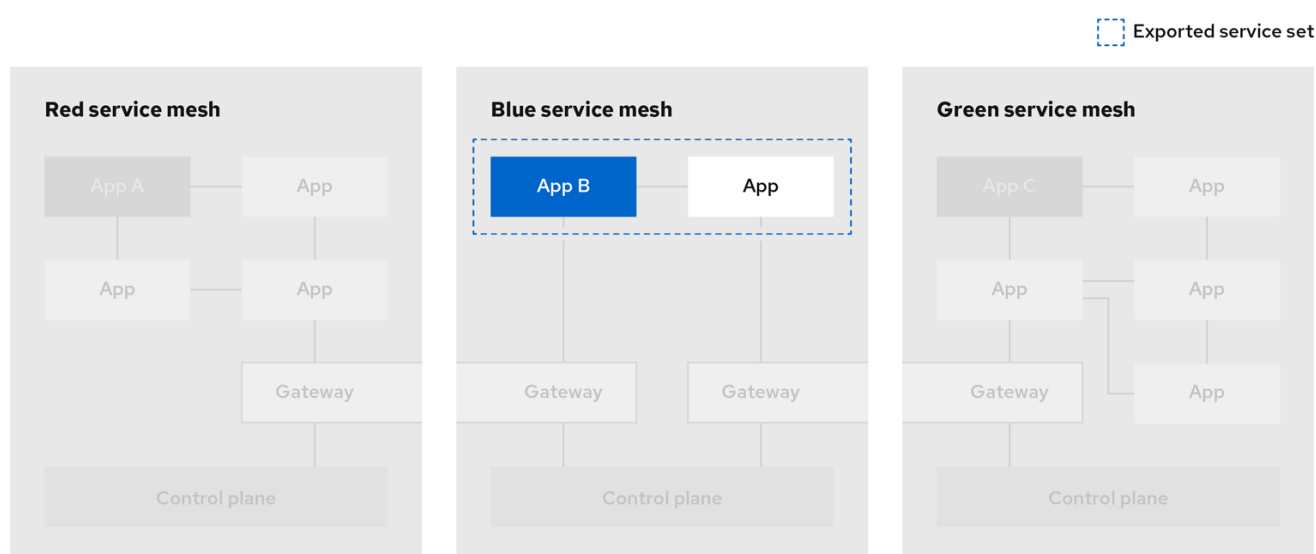 Exported service set
Red service mesh
App A
App
App
App
Gateway
Control plane
Blue service mesh
App B
App
Gateway
Gateway
Control plane
Green service mesh
App C
App
App
App
Gateway
App
Control plane